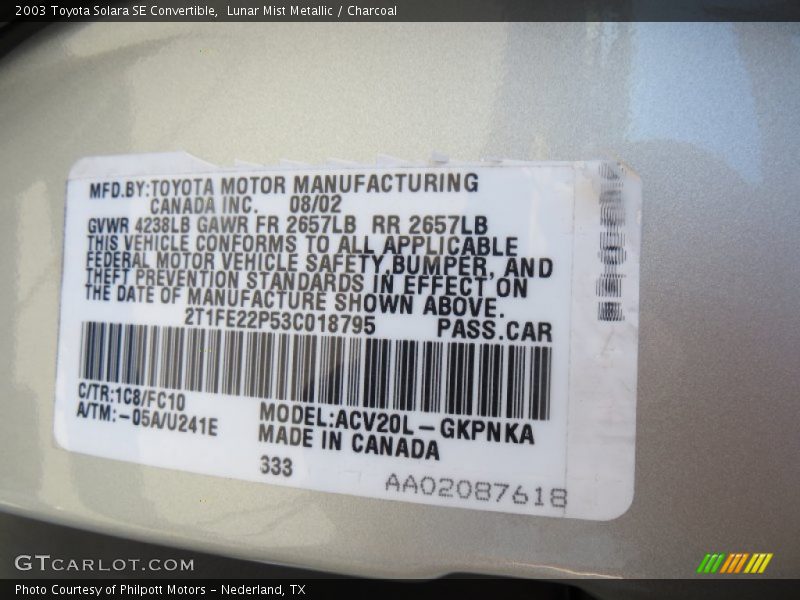 2003 Toyota Solara SE Convertible,  Lunar Mist Metallic / Charcoal
MFD.BY:TOYOTA MOTOR MANUFACTURING
CANADA INC.   08/02
GVWR 4238LB GAWR FR 2657LB  RR 2657LB
THIS VEHICLE CONFORMS TO ALL APPLICABLE
FEDERAL MOTOR VEHICLE SAFETY,BUMPER, AND
THEFT PREVENTION STANDARDS IN EFFECT ON
THE DATE OF MANUFACTURE SHOWN ABOVE.
2T1FE22P53C018795   PASS.CAR
C/TR:1C8/FC10
A/TM:-05A/U241E
MODEL:ACV20L-GKPNKA
MADE IN CANADA
333
AA02087618
GTCARLOT.COM
Photo Courtesy of Philpott Motors - Nederland, TX